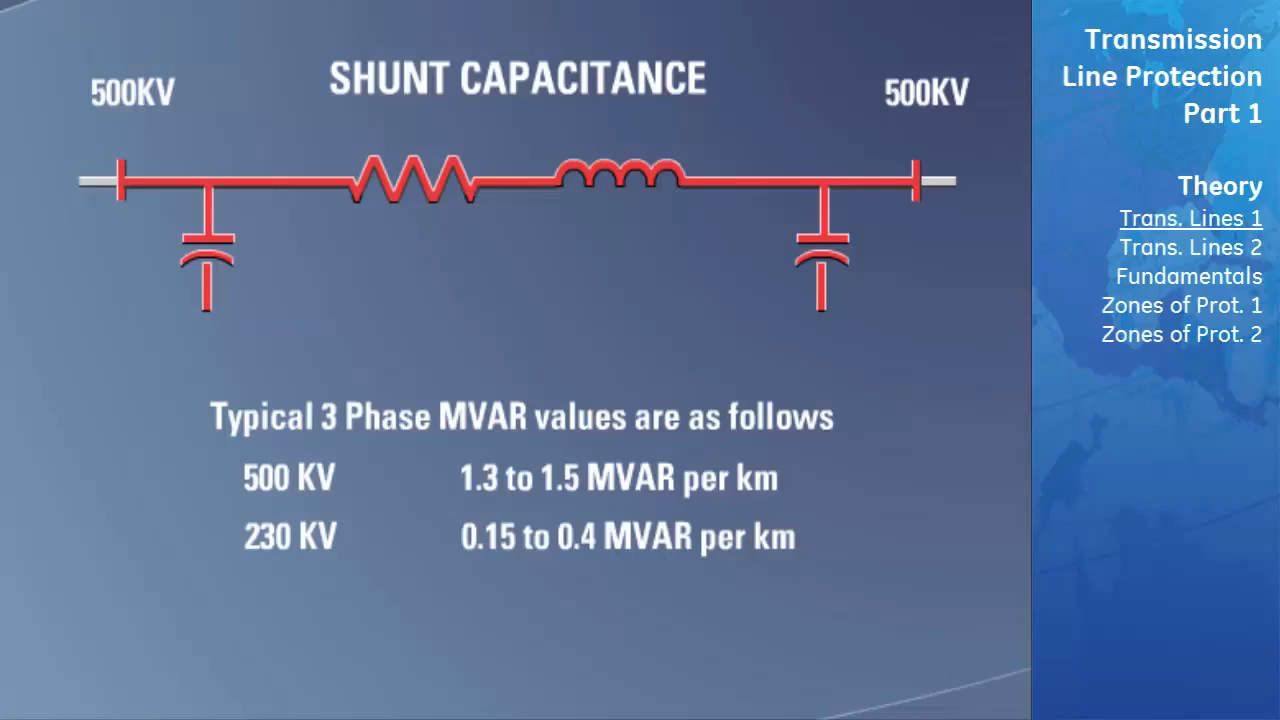 SHUNT CAPACITANCE
500KV
500KV
Typical 3 Phase MVAR values are as follows
500 KV 1.3 to 1.5 MVAR per km
230 KV 0.15 to 0.4 MVAR per km
Transmission
Line Protection
Part 1
Theory
Trans. Lines 1
Trans. Lines 2
Fundamentals
Zones of Prot. 1
Zones of Prot. 2